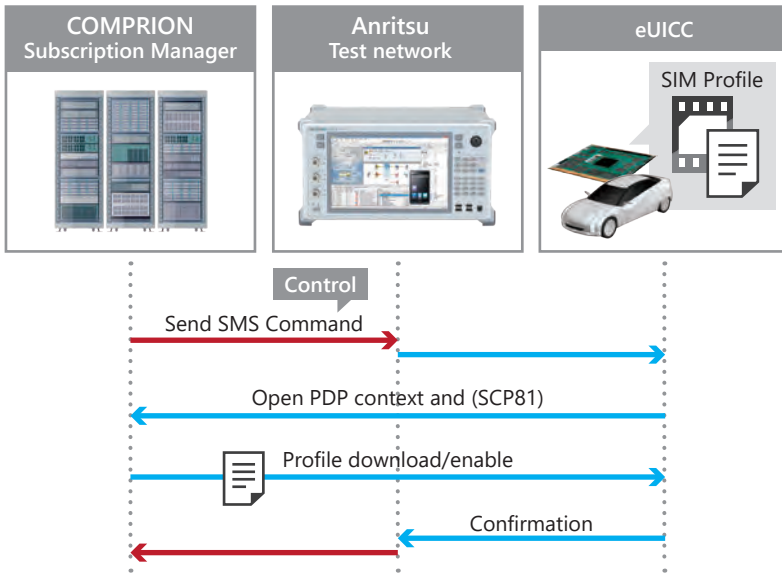 COMPRION
Subscription Manager
Anritsu
Test network
eUICC
SIM Profile
Control
Send SMS Command
Open PDP context and (SCP81)
Profile download/enable
Confirmation